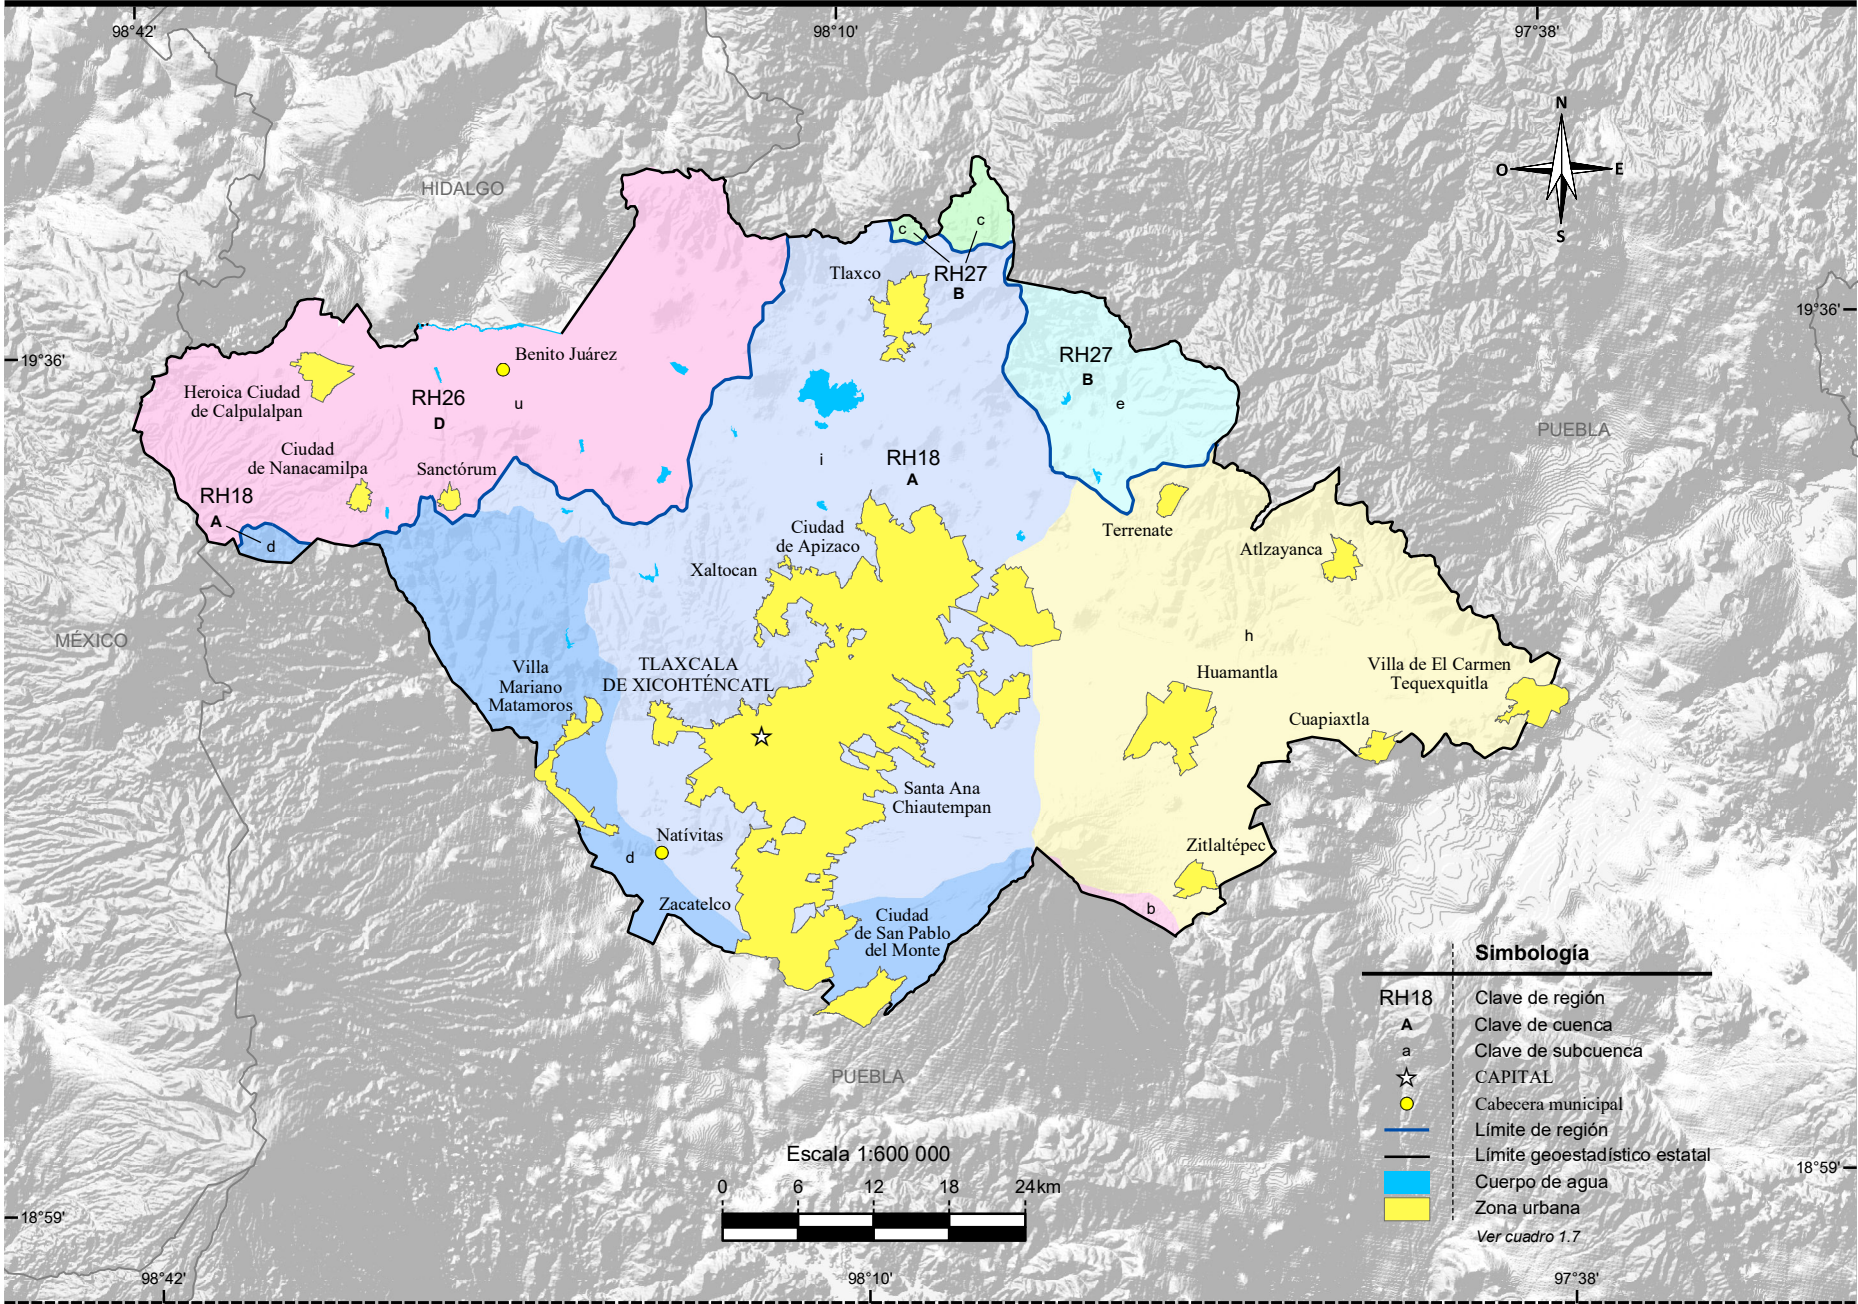 98°42'
98°10'
97°38'
N
O
E
S
HIDALGO
c
c
Tlaxco
RH27
B
19°36'
19°36'
Benito Juárez
RH27
B
e
Heroica Ciudad
de Calpulalpan
RH26
D
u
PUEBLA
Ciudad
de Nanacamilpa
Sanctórum
i
RH18
A
RH18
A
d
Ciudad
de Apizaco
Terrenate
Atlzayanca
Xaltocan
MÉXICO
h
Villa
Mariano
Matamoros
TLAXCALA
DE XICOHTÉNCATL
Huamantla
Villa de El Carmen
Tequexquitla
Cuapiaxtla
Santa Ana
Chiautempan
Natívitas
d
Zitlaltépec
Zacatelco
Ciudad
de San Pablo
del Monte
b
Simbología
RH18 Clave de región
A Clave de cuenca
a Clave de subcuenca
CAPITAL
Cabecera municipal
Límite de región
Límite geoestadístico estatal
Cuerpo de agua
Zona urbana
Ver cuadro 1.7
PUEBLA
Escala 1:600 000
0 6 12 18 24 km
18°59'
18°59'
98°42'
98°10'
97°38'